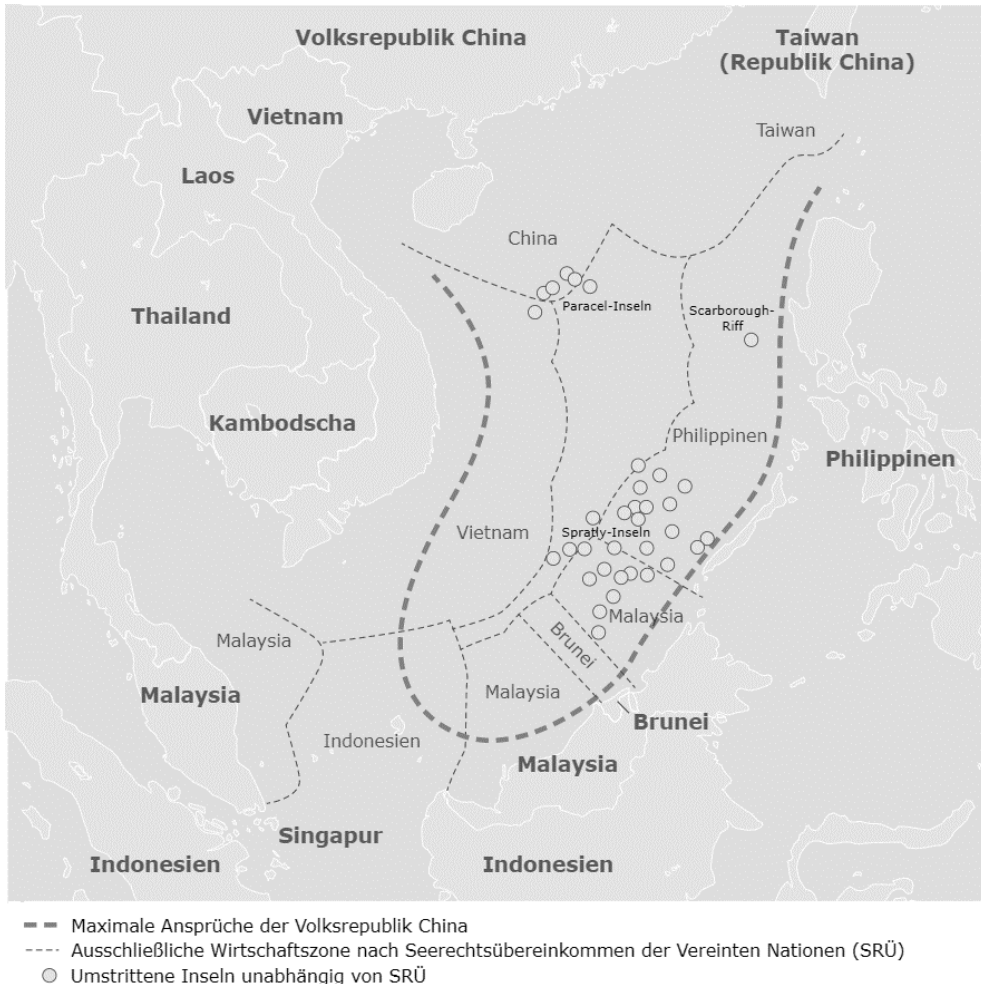 Volksrepublik China
Taiwan
(Republik China)
Vietnam
Taiwan
Laos
China
Paracel-Inseln
Scarborough-
Riff
Thailand
Kambodscha
Philippinen
Philippinen
Vietnam
Spratly-Inseln
Malaysia
Malaysia
Brunei
Malaysia
Malaysia
Brunei
Indonesien
Malaysia
Singapur
Indonesien
Indonesien
Maximale Ansprüche der Volksrepublik China
Ausschließliche Wirtschaftszone nach Seerechtsübereinkommen der Vereinten Nationen (SRÜ)
Umstrittene Inseln unabhängig von SRÜ